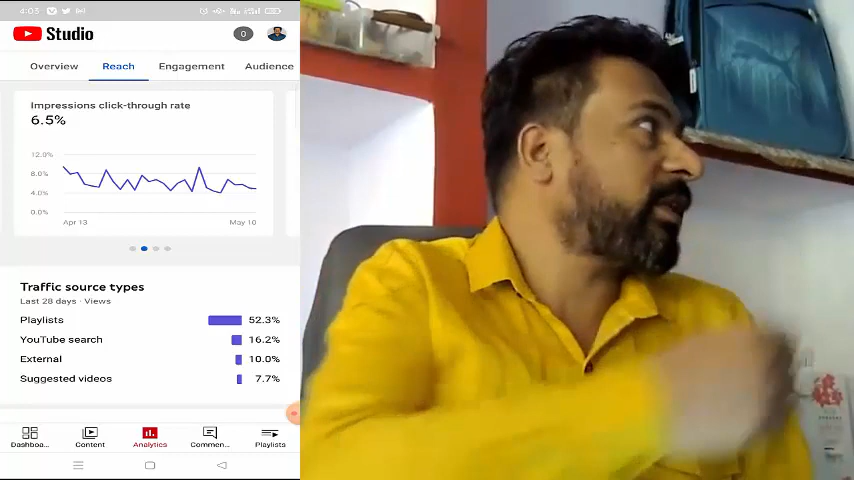 4:05
Studio
0
Overview Reach Engagement Audience
Impressions click-through rate
6.5%
12.0%
8.0%
4.0%
0.0%
Apr 13 May 10
Traffic source types
Last 28 days · Views
Playlists 52.3%
YouTube search 16.2%
External 10.0%
Suggested videos 7.7%
Dashboa... Content Analytics Commen... Playlists